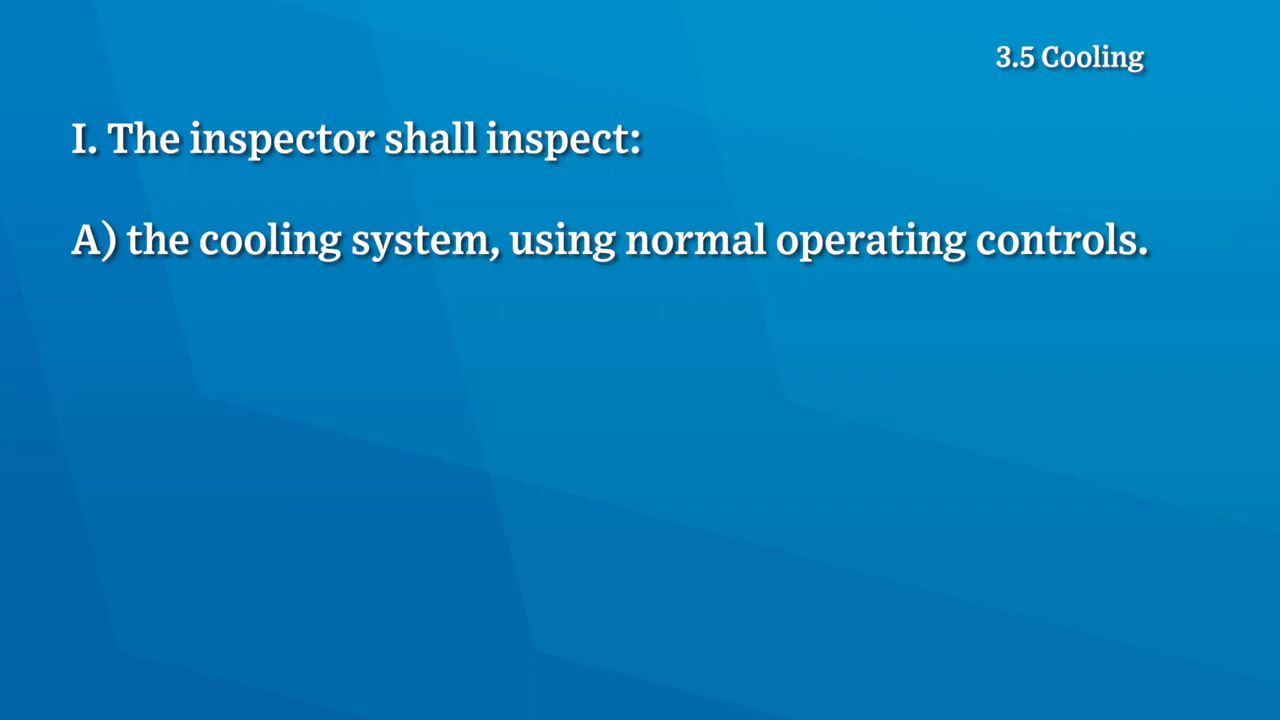 3.5 Cooling
I. The inspector shall inspect:
A) the cooling system, using normal operating controls.